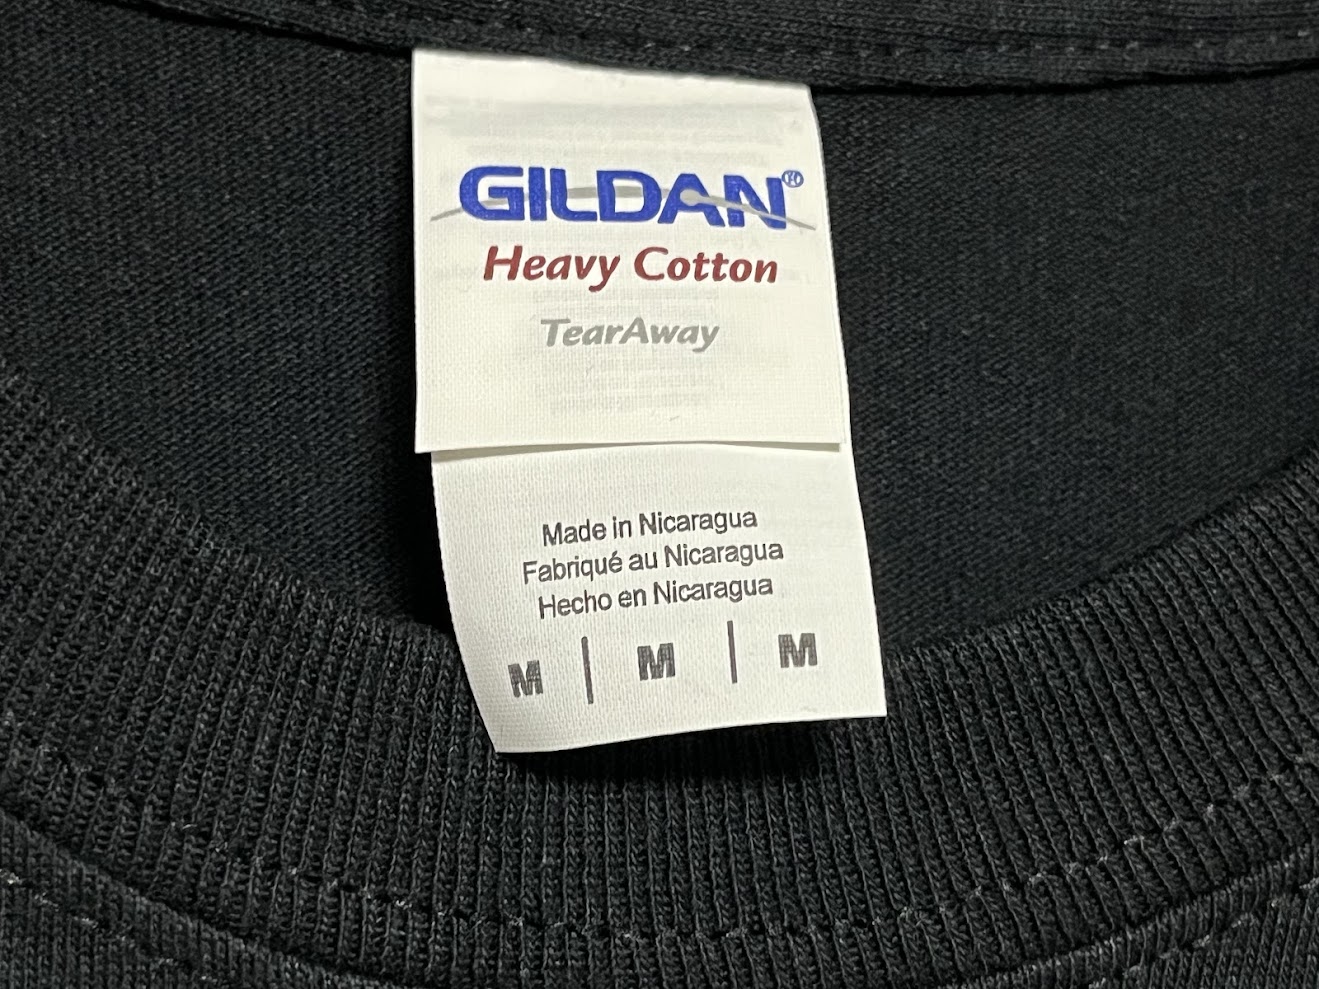 GILDAN®
Heavy Cotton
TearAway
Made in Nicaragua
Fabriqué au Nicaragua
Hecho en Nicaragua
M | M | M